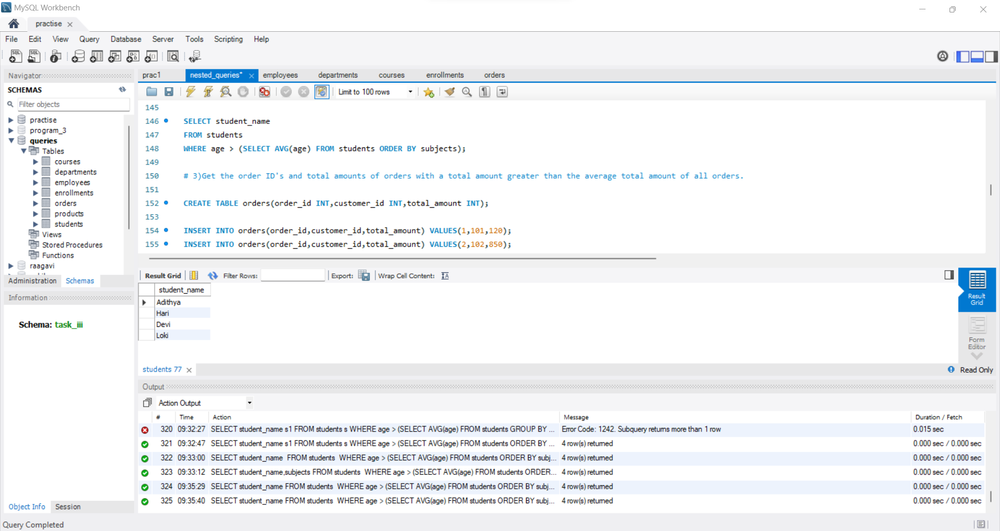 MySQL Workbench
practise
File Edit View Query Database Server Tools Scripting Help
Navigator
SCHEMAS
Filter objects
practise
program_3
queries
Tables
courses
departments
employees
enrollments
orders
products
students
Views
Stored Procedures
Functions
raagavi
Administration Schemas
Information
Schema: task_iii
Object Info Session
prac1 nested_queries* employees departments courses enrollments orders
Limit to 100 rows
145
146 SELECT student_name
147 FROM students
148 WHERE age > (SELECT AVG(age) FROM students ORDER BY subjects);
149
150 # 3)Get the order ID's and total amounts of orders with a total amount greater than the average total amount of all orders.
151
152 CREATE TABLE orders(order_id INT,customer_id INT,total_amount INT);
153
154 INSERT INTO orders(order_id,customer_id,total_amount) VALUES(1,101,120);
155 INSERT INTO orders(order_id,customer_id,total_amount) VALUES(2,102,850);
Result Grid Filter Rows: Export: Wrap Cell Content:
student_name
Adithya
Hari
Devi
Loki
Result Grid
Form Editor
students 77
Read Only
Output
Action Output
# Time Action Message Duration / Fetch
320 09:32:27 SELECT student_name s1 FROM students s WHERE age > (SELECT AVG(age) FROM students GROUP BY ... Error Code: 1242. Subquery returns more than 1 row 0.015 sec
321 09:32:47 SELECT student_name s1 FROM students s WHERE age > (SELECT AVG(age) FROM students ORDER BY ... 4 row(s) returned 0.000 sec / 0.000 sec
322 09:33:00 SELECT student_name FROM students WHERE age > (SELECT AVG(age) FROM students ORDER BY subj... 4 row(s) returned 0.000 sec / 0.000 sec
323 09:33:12 SELECT student_name,subjects FROM students WHERE age > (SELECT AVG(age) FROM students ORDER... 4 row(s) returned 0.000 sec / 0.000 sec
324 09:35:29 SELECT student_name FROM students WHERE age > (SELECT AVG(age) FROM students ORDER BY subj... 4 row(s) returned 0.000 sec / 0.000 sec
325 09:35:40 SELECT student_name FROM students WHERE age > (SELECT AVG(age) FROM students ORDER BY subj... 4 row(s) returned 0.000 sec / 0.000 sec
Query Completed